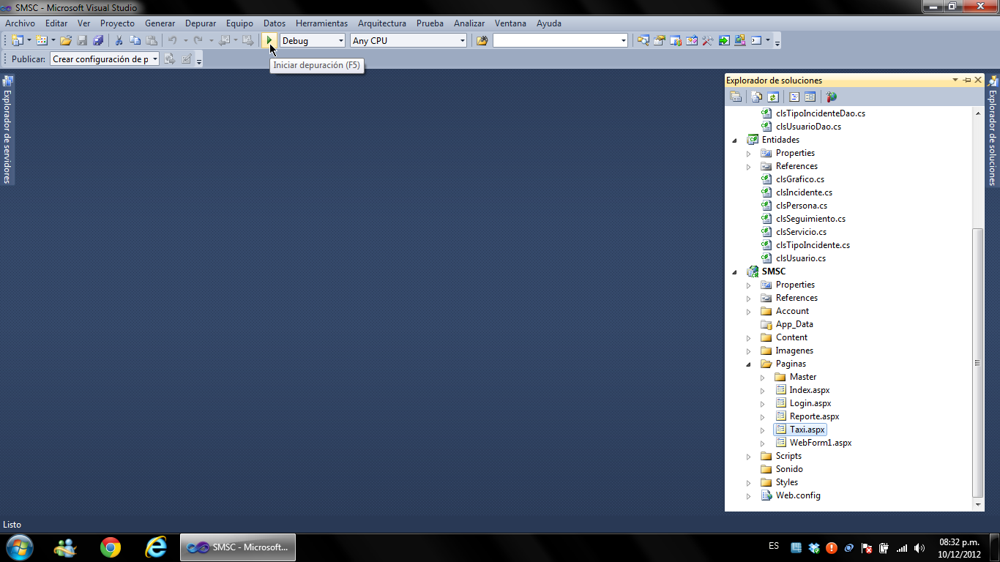 SMSC - Microsoft Visual Studio
Archivo Editar Ver Proyecto Generar Depurar Equipo Datos Herramientas Arquitectura Prueba Analizar Ventana Ayuda
Debug Any CPU
Publicar: Crear configuración de p
Iniciar depuración (F5)
Explorador de servidores
Explorador de soluciones
clsTipoIncidenteDao.cs
clsUsuarioDao.cs
Entidades
Properties
References
clsGrafico.cs
clsIncidente.cs
clsPersona.cs
clsSeguimiento.cs
clsServicio.cs
clsTipoIncidente.cs
clsUsuario.cs
SMSC
Properties
References
Account
App_Data
Content
Imagenes
Paginas
Master
Index.aspx
Login.aspx
Reporte.aspx
Taxi.aspx
WebForm1.aspx
Scripts
Sonido
Styles
Web.config
Explorador de soluciones
Listo
SMSC - Microsoft...
ES
08:32 p.m.
10/12/2012